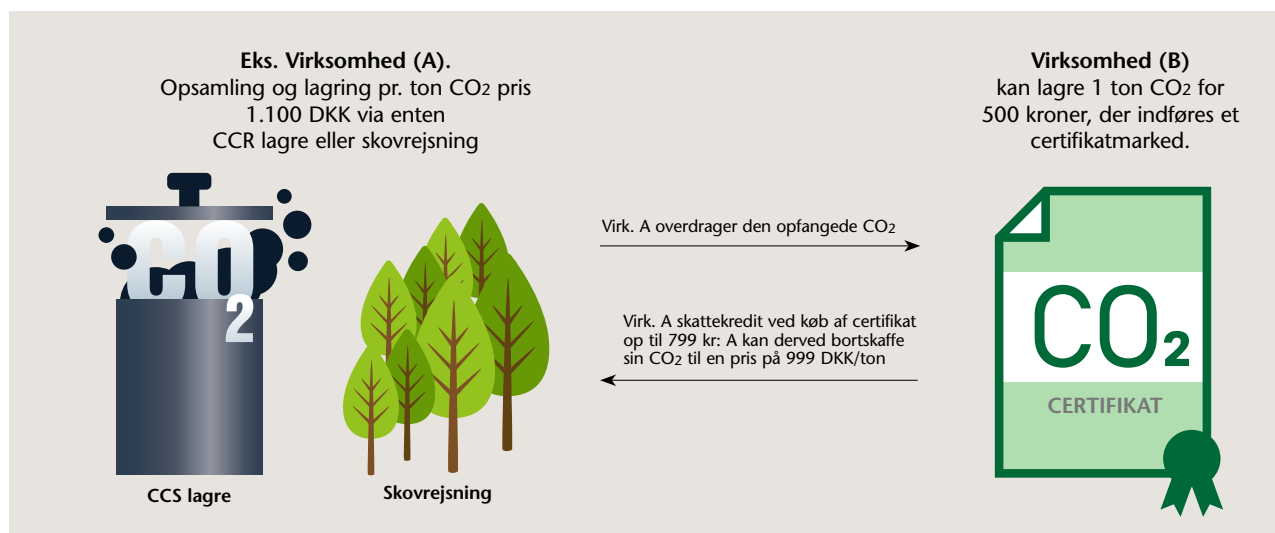 Eks. Virksomhed (A).
Opsamling og lagring pr. ton CO2 pris
1.100 DKK via enten
CCR lagre eller skovrejsning
CO
2
CCS lagre
Skovrejsning
Virk. A overdrager den opfangede CO2
Virk. A skattekredit ved køb af certifikat
op til 799 kr: A kan derved bortskaffe
sin CO2 til en pris på 999 DKK/ton
Virksomhed (B)
kan lagre 1 ton CO2 for
500 kroner, der indføres et
certifikatmarked.
CO2
CERTIFIKAT